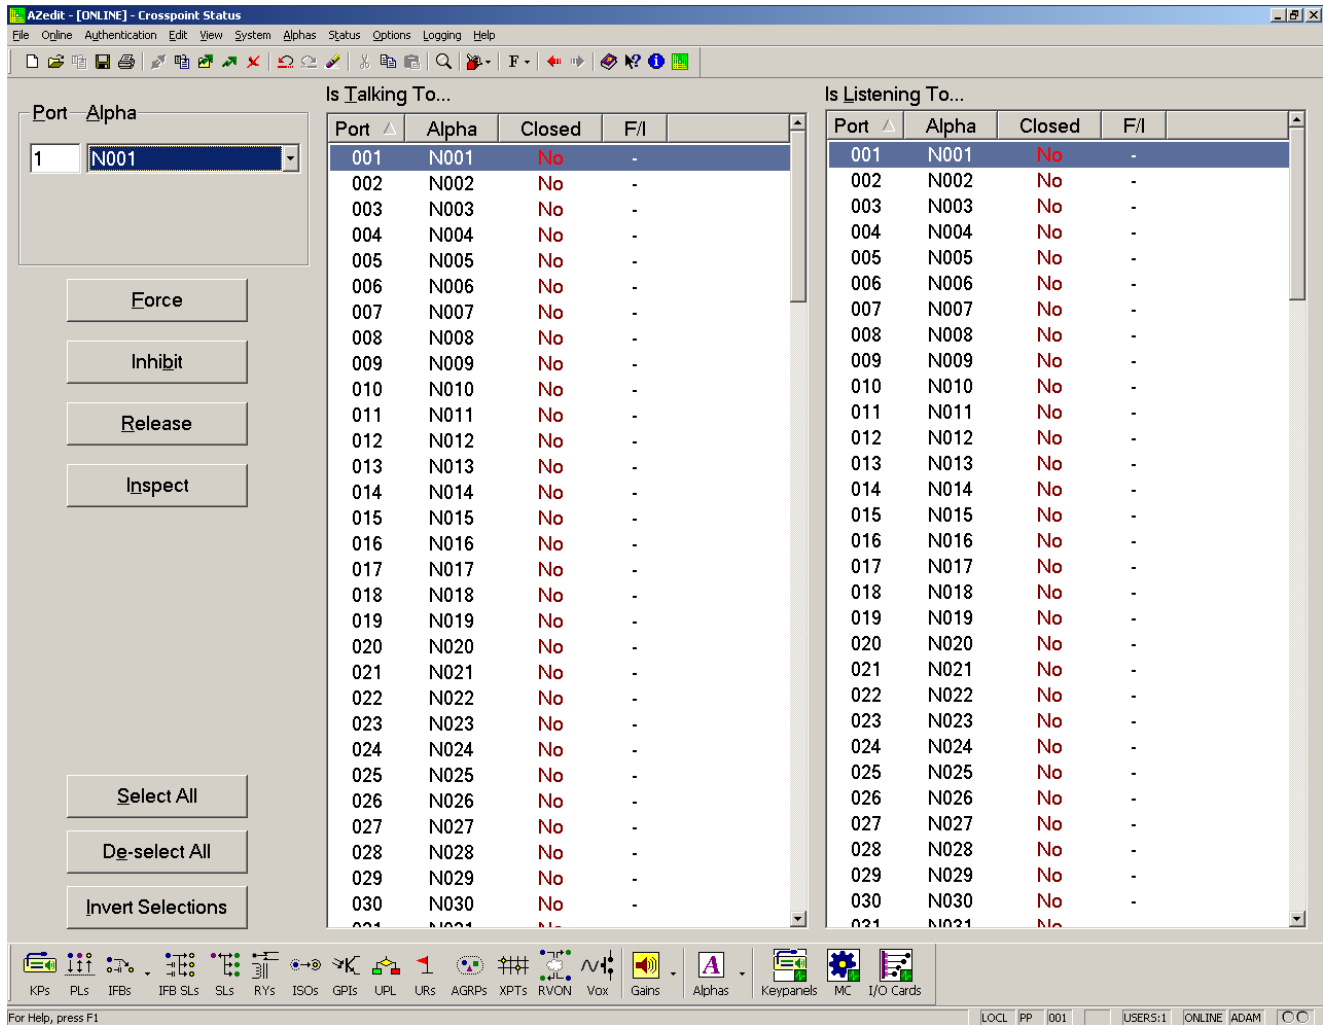 AZedit - [ONLINE] - Crosspoint Status
File Online Authentication Edit View System Alphas Status Options Logging Help
Port Alpha
1 N001
Force
Inhibit
Release
Inspect
Select All
De-select All
Invert Selections
Is Talking To...
Port Alpha Closed F/I
001 N001 No -
002 N002 No -
003 N003 No -
004 N004 No -
005 N005 No -
006 N006 No -
007 N007 No -
008 N008 No -
009 N009 No -
010 N010 No -
011 N011 No -
012 N012 No -
013 N013 No -
014 N014 No -
015 N015 No -
016 N016 No -
017 N017 No -
018 N018 No -
019 N019 No -
020 N020 No -
021 N021 No -
022 N022 No -
023 N023 No -
024 N024 No -
025 N025 No -
026 N026 No -
027 N027 No -
028 N028 No -
029 N029 No -
030 N030 No -
031 N031 No
Is Listening To...
Port Alpha Closed F/I
001 N001 No -
002 N002 No -
003 N003 No -
004 N004 No -
005 N005 No -
006 N006 No -
007 N007 No -
008 N008 No -
009 N009 No -
010 N010 No -
011 N011 No -
012 N012 No -
013 N013 No -
014 N014 No -
015 N015 No -
016 N016 No -
017 N017 No -
018 N018 No -
019 N019 No -
020 N020 No -
021 N021 No -
022 N022 No -
023 N023 No -
024 N024 No -
025 N025 No -
026 N026 No -
027 N027 No -
028 N028 No -
029 N029 No -
030 N030 No -
031 N031 No
KPs PLs IFBs IFB SLs SLs RYs ISOs GPIs UPL URs AGRPs XPTs RVON Vox Gains Alphas Keypanels MC I/O Cards
For Help, press F1 LOCL PP 001 USERS:1 ONLINE ADAM